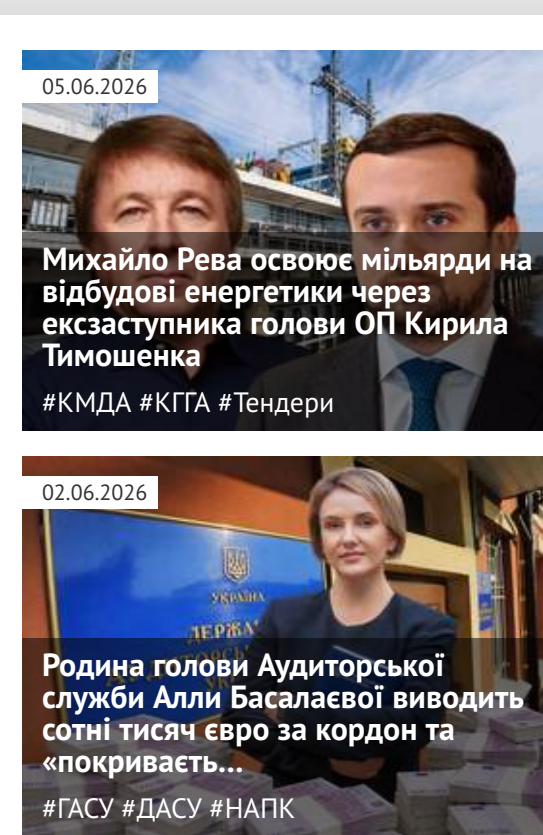 05.06.2026
Михайло Рева освоює мільярди на
відбудові енергетики через
ексзаступника голови ОП Кирила
Тимошенка
#КМДА #КГГА #Тендери
02.06.2026
УКРАЇНА
Родина голови Аудиторської
служби Алли Басалаєвої виводить
сотні тисяч євро за кордон та
«покриваєть...
#ГАСУ #ДАСУ #НАПК